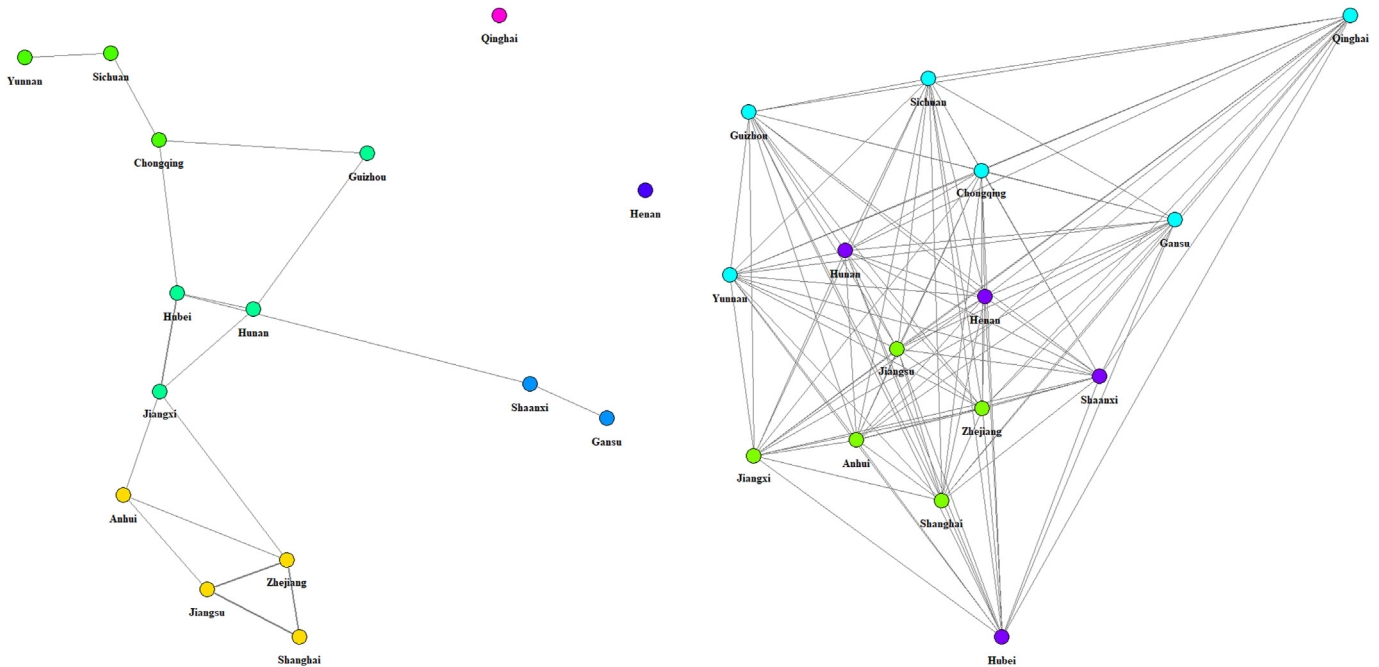 Qinghai
Yunnan
Sichuan
Chongqing
Guizhou
Henan
Hubei
Hunan
Shaanxi
Gansu
Jiangxi
Anhui
Zhejiang
Jiangsu
Shanghai
Qinghai
Sichuan
Guizhou
Chongqing
Gansu
Hunan
Yunnan
Henan
Jiangsu
Shaanxi
Zhejiang
Anhui
Jiangxi
Shanghai
Hubei